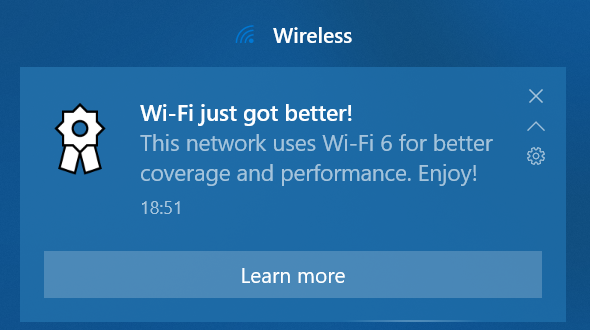 Wireless
Wi-Fi just got better!
This network uses Wi-Fi 6 for better
coverage and performance. Enjoy!
18:51
Learn more